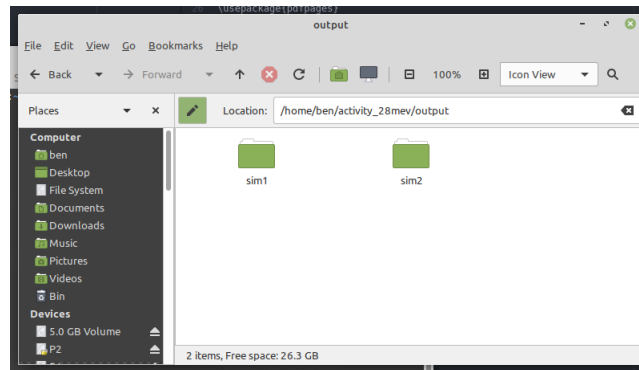 26 \usepackage{pdfpages}
output
File Edit View Go Bookmarks Help
Back Forward 100% Icon View
Places Location: /home/ben/activity_28mev/output
Computer
ben
Desktop
File System
Documents
Downloads
Music
Pictures
Videos
Bin
Devices
5.0 GB Volume
P2
sim1 sim2
2 items, Free space: 26.3 GB